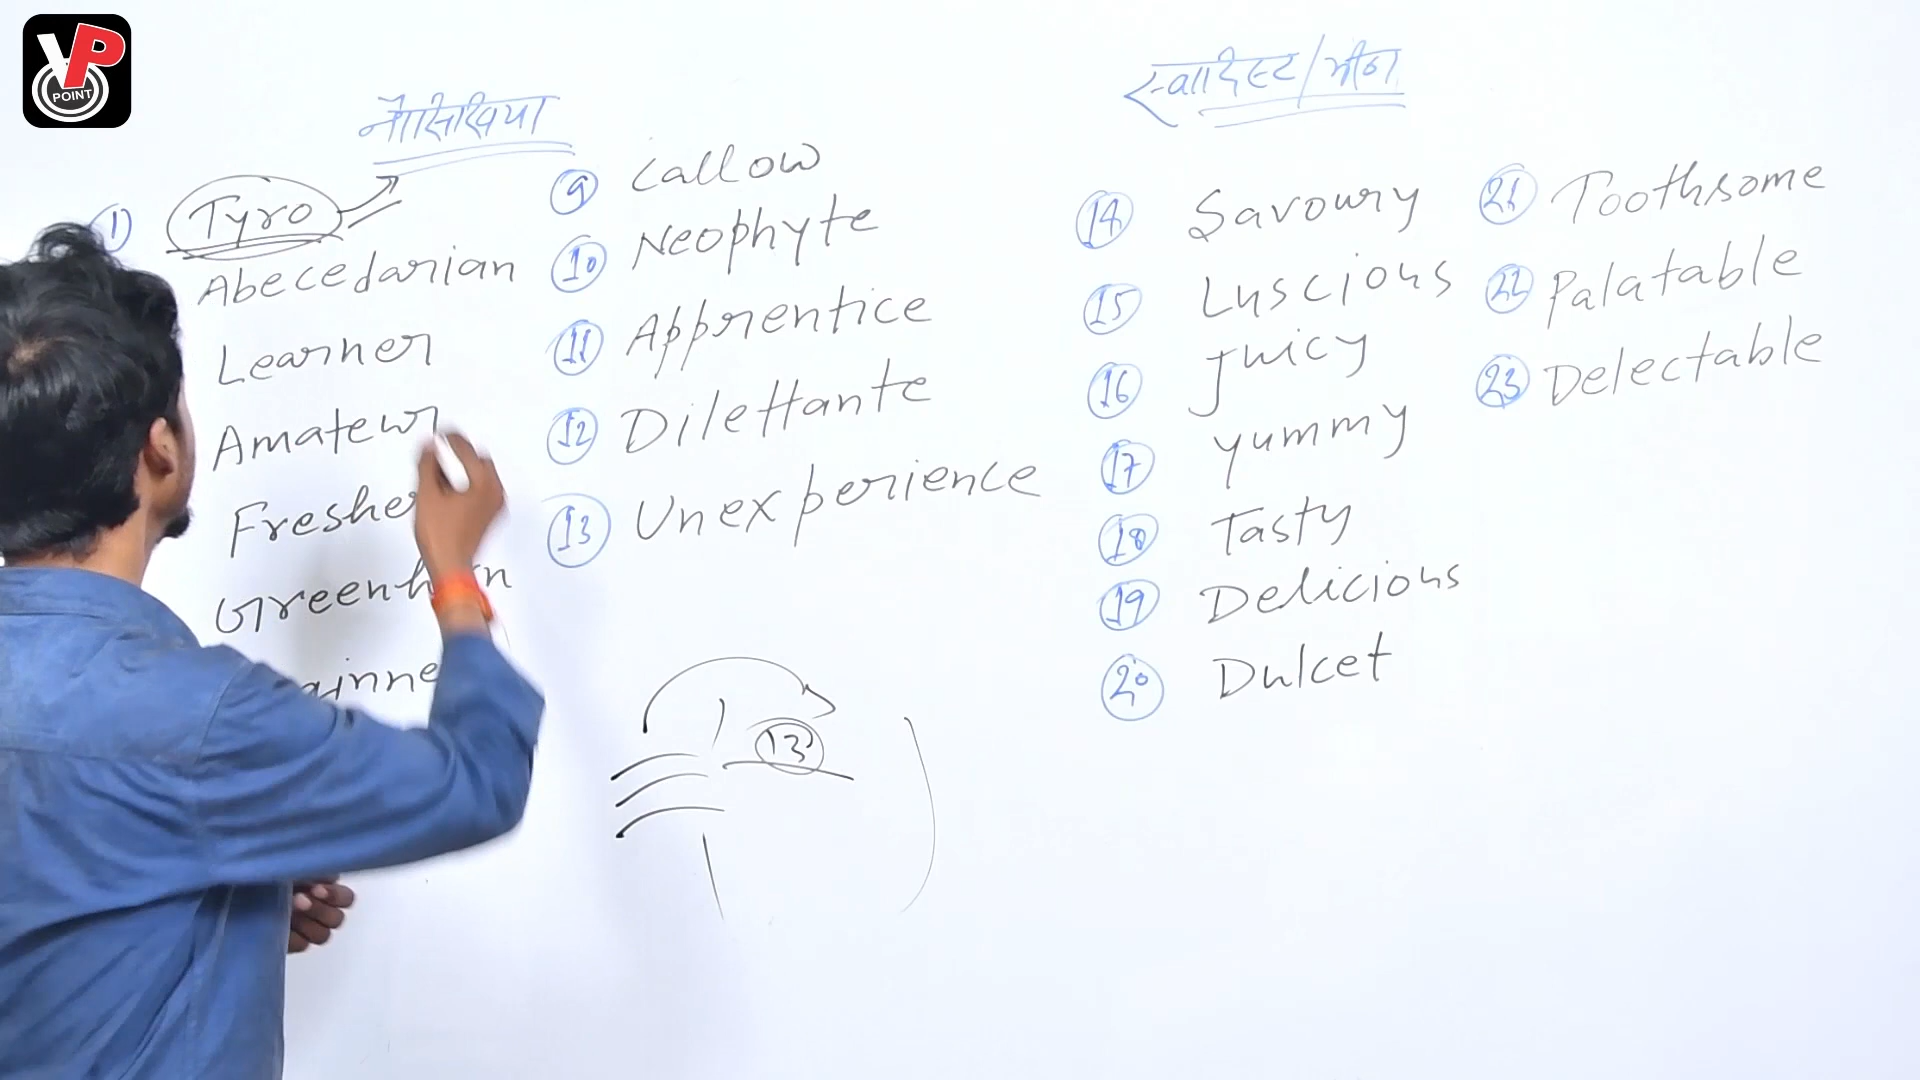 VP
POINT
नौसिखिया
① Tyro
Abecedarian
Learner
Amateur
Fresher
Greenhorn
⑨ Callow
⑩ Neophyte
⑪ Apprentice
⑫ Dilettante
⑬ Unexperience
⑬
स्वादिस्ट/मीठा
⑭ Savoury
⑮ Luscious
⑯ Juicy
⑰ yummy
⑱ Tasty
⑲ Delicious
⑳ Dulcet
㉑ Toothsome
㉒ Palatable
㉓ Delectable